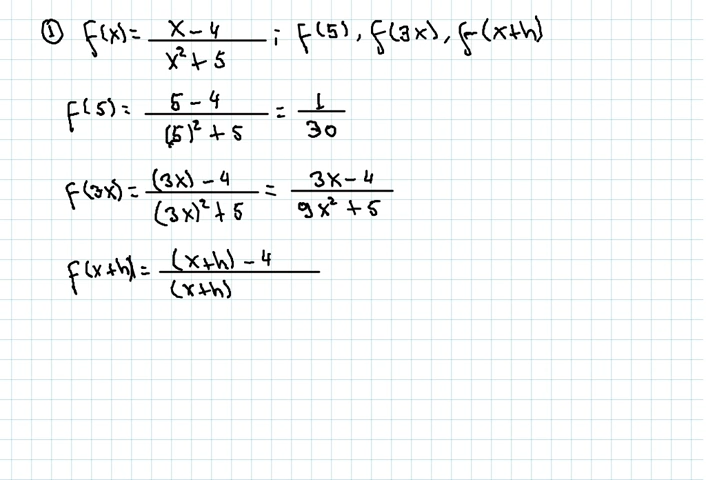 ① f(x) = (x - 4)/(x² + 5) ; f(5), f(3x), f(x+h)
f(5) = (5 - 4)/((5)² + 5) = 1/30
f(3x) = ((3x) - 4)/((3x)² + 5) = (3x - 4)/(9x² + 5)
f(x+h) = ((x+h) - 4)/((x+h)